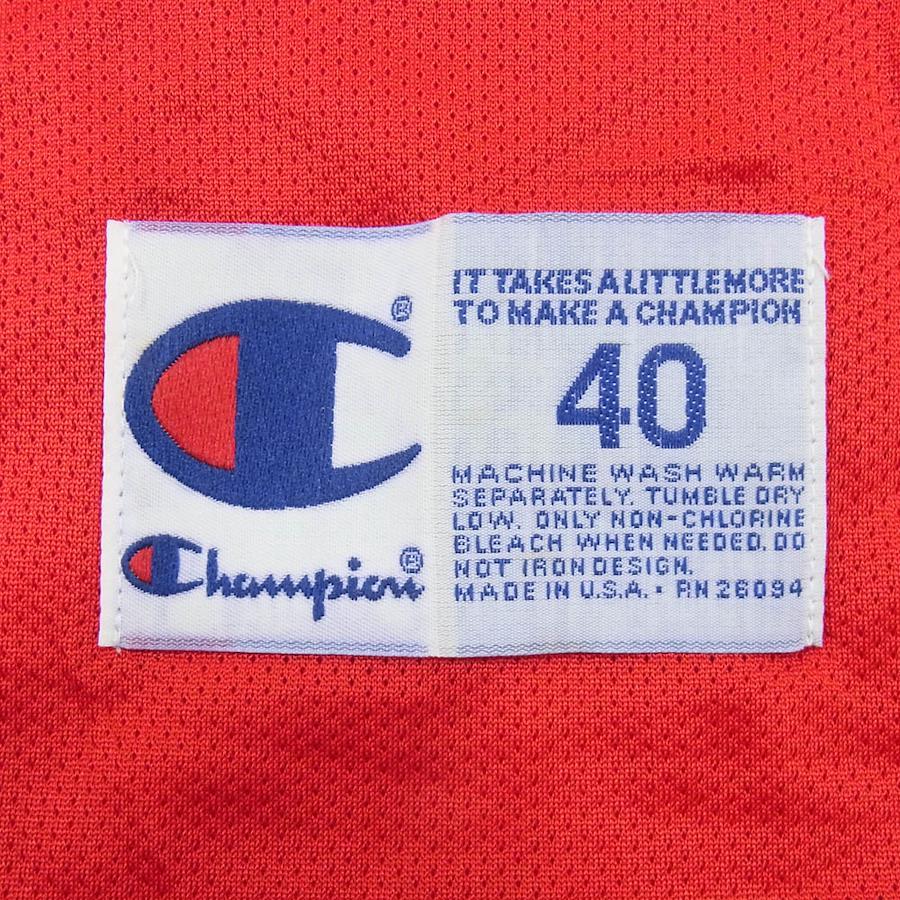 ®
Champion®
IT TAKES A LITTLE MORE
TO MAKE A CHAMPION
40
MACHINE WASH WARM
SEPARATELY. TUMBLE DRY
LOW. ONLY NON-CHLORINE
BLEACH WHEN NEEDED. DO
NOT IRON DESIGN.
MADE IN U.S.A. • RN 26094